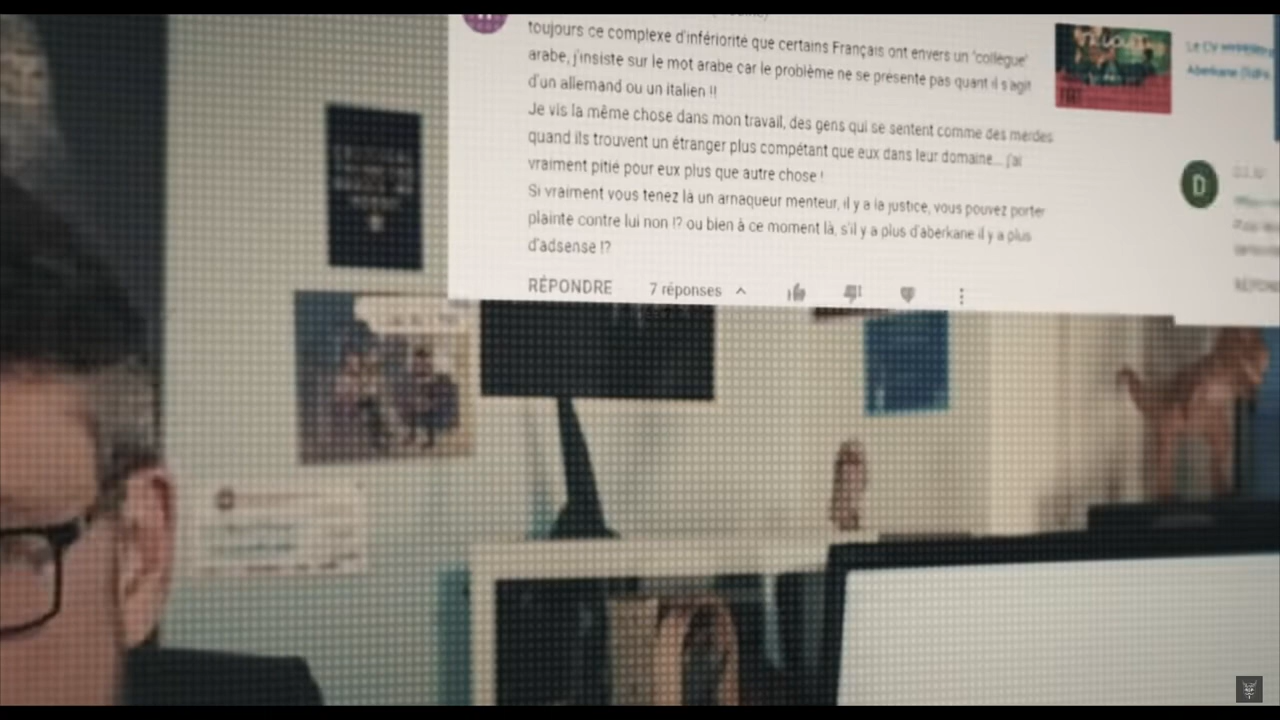 toujours ce complexe d'infériorité que certains Français ont envers un "collègue"
arabe, j'insiste sur le mot arabe car le problème ne se présente pas quant il s'agit
d'un allemand ou un italien !!
Je vis la même chose dans mon travail, des gens qui se sentent comme des merdes
quand ils trouvent un étranger plus compétant que eux dans leur domaine... j'ai
vraiment pitié pour eux plus que autre chose !
Si vraiment vous tenez là un arnaqueur menteur, il y a la justice, vous pouvez porter
plainte contre lui non !? ou bien à ce moment là, s'il y a plus d'aberkane il y a plus
d'adsense !?
RÉPONDRE 7 réponses
Le CV
Aberkane
D